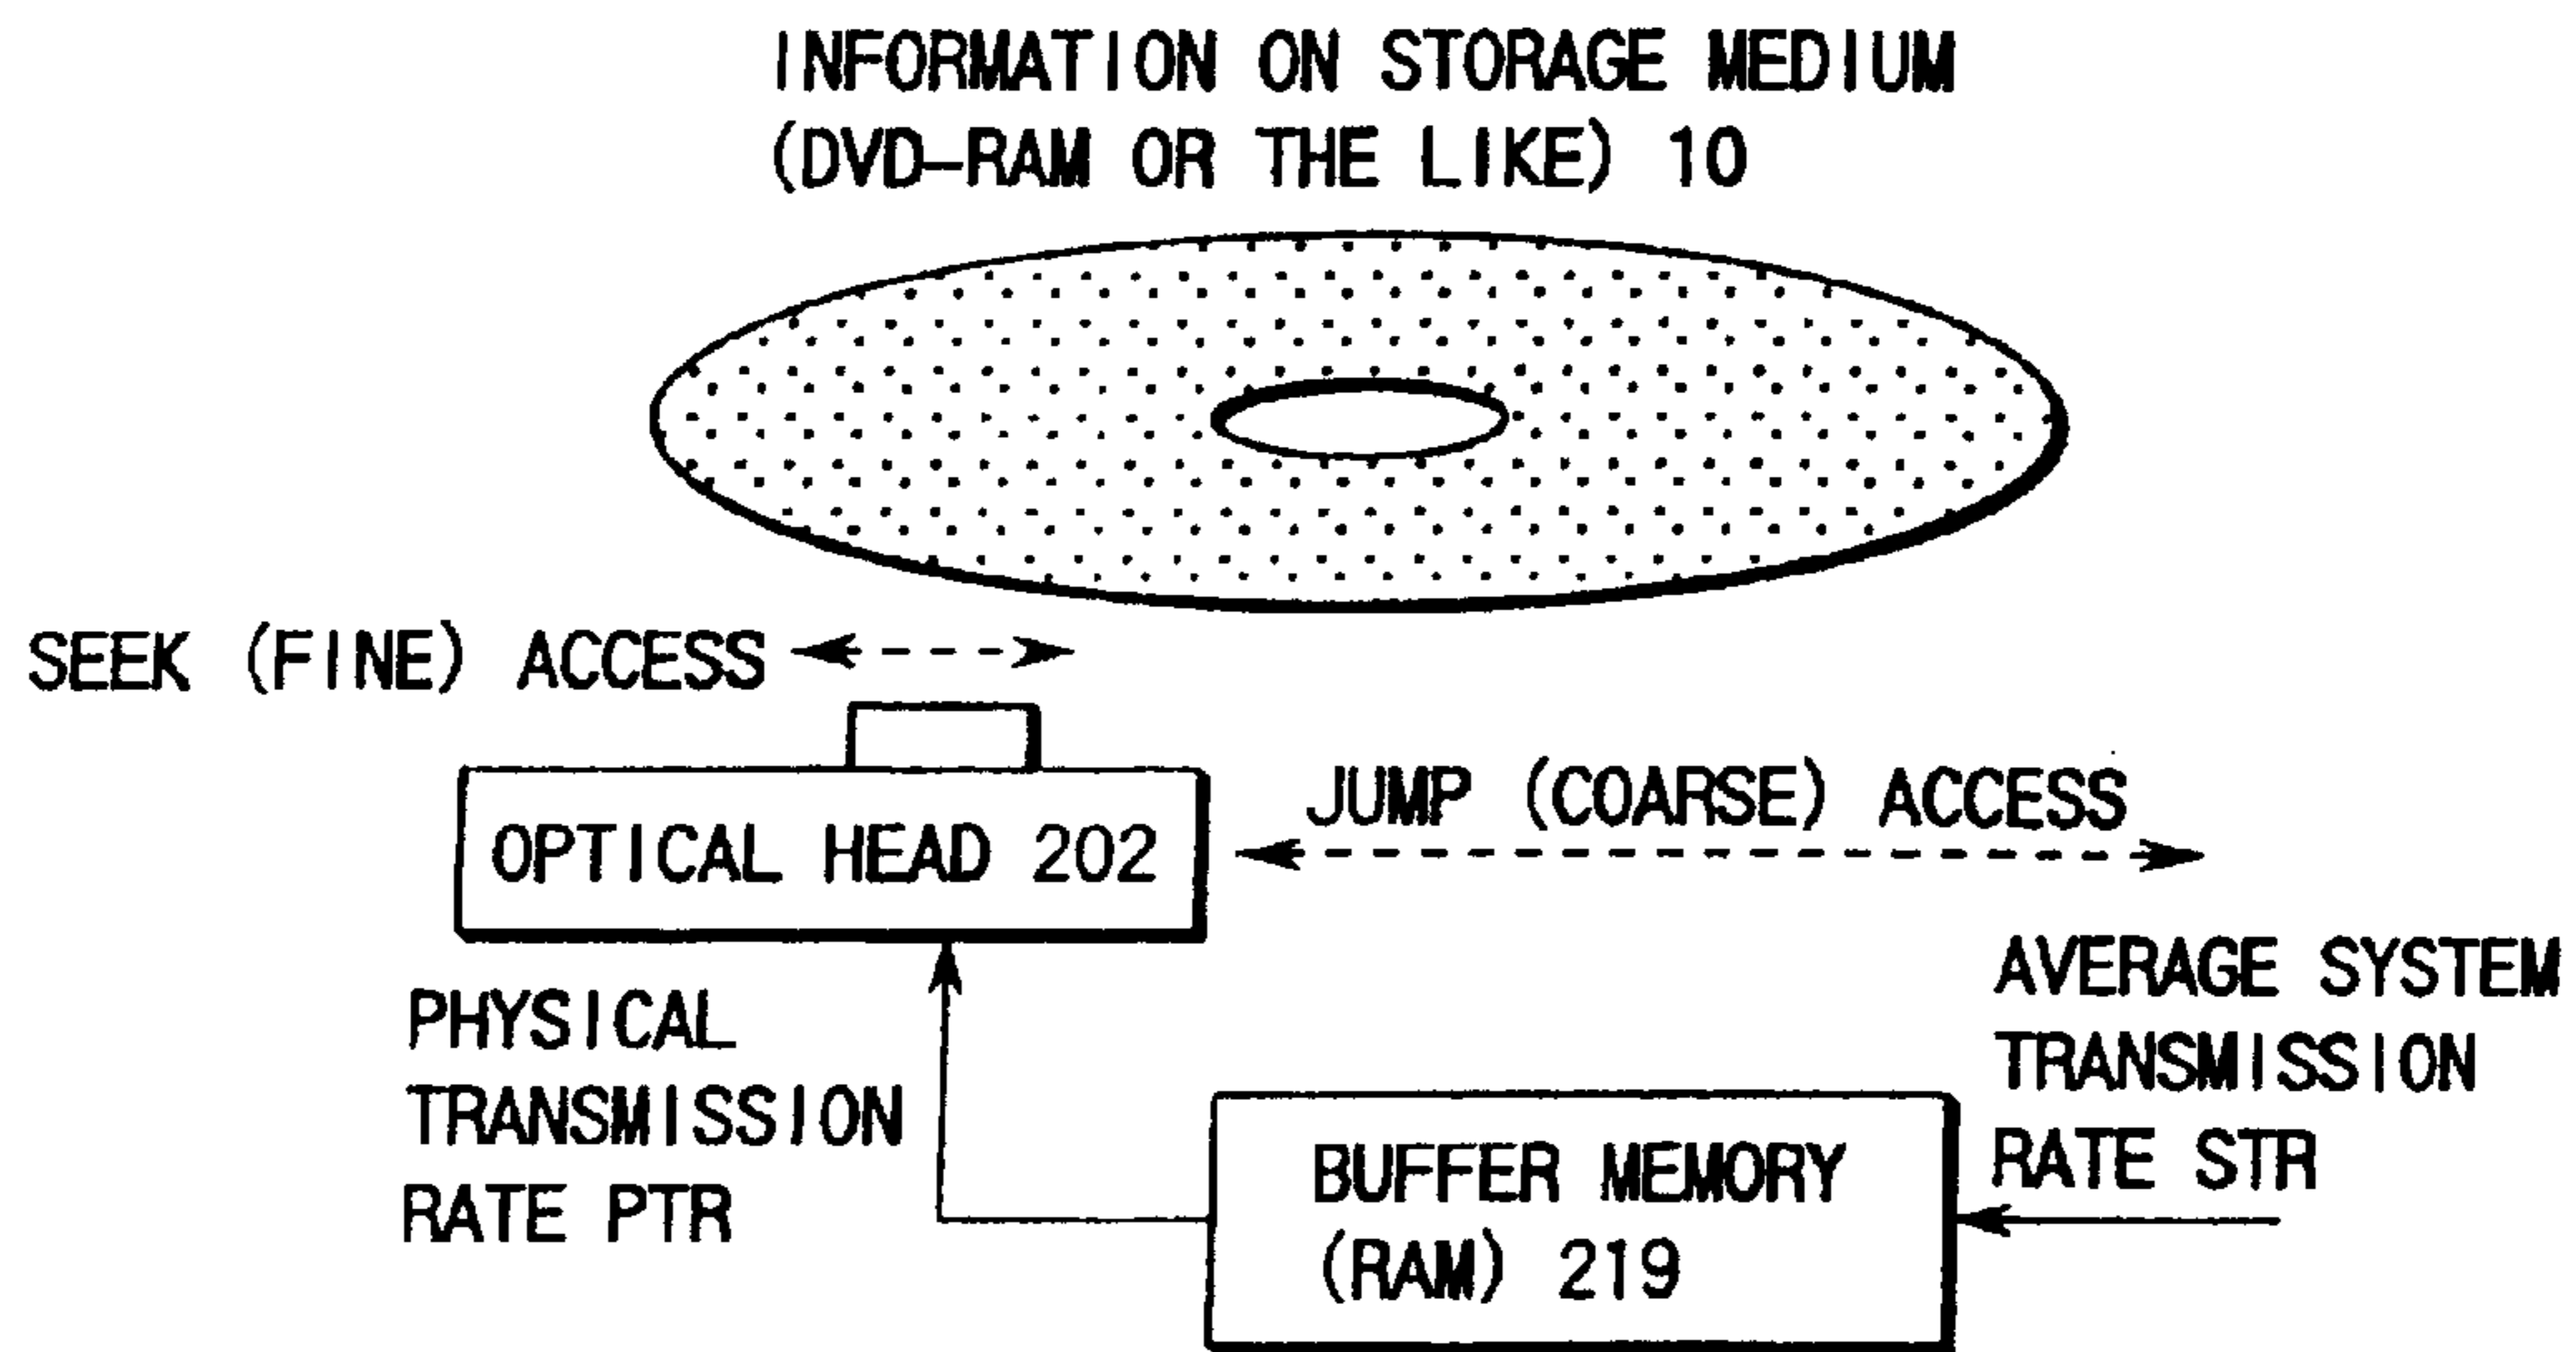 INFORMATION ON STORAGE MEDIUM
(DVD-RAM OR THE LIKE) 10
SEEK (FINE) ACCESS
JUMP (COARSE) ACCESS
OPTICAL HEAD 202
PHYSICAL
TRANSMISSION
RATE PTR
AVERAGE SYSTEM
TRANSMISSION
RATE STR
BUFFER MEMORY
(RAM) 219